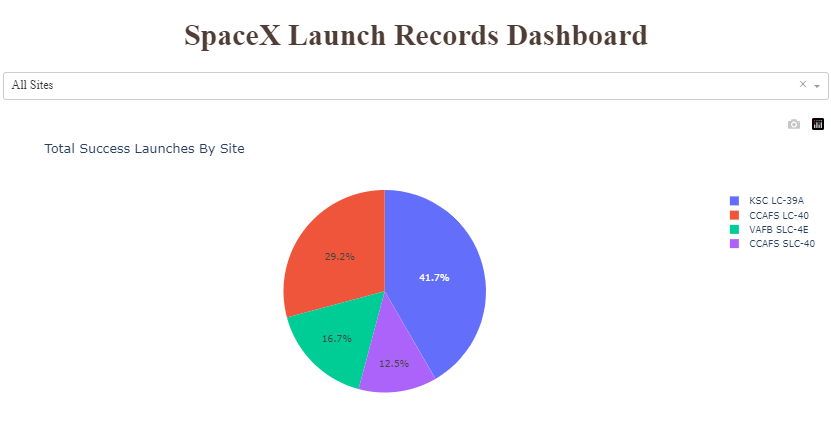 SpaceX Launch Records Dashboard
All Sites
×
Total Success Launches By Site
KSC LC-39A
CCAFS LC-40
VAFB SLC-4E
CCAFS SLC-40
29.2%
41.7%
16.7%
12.5%